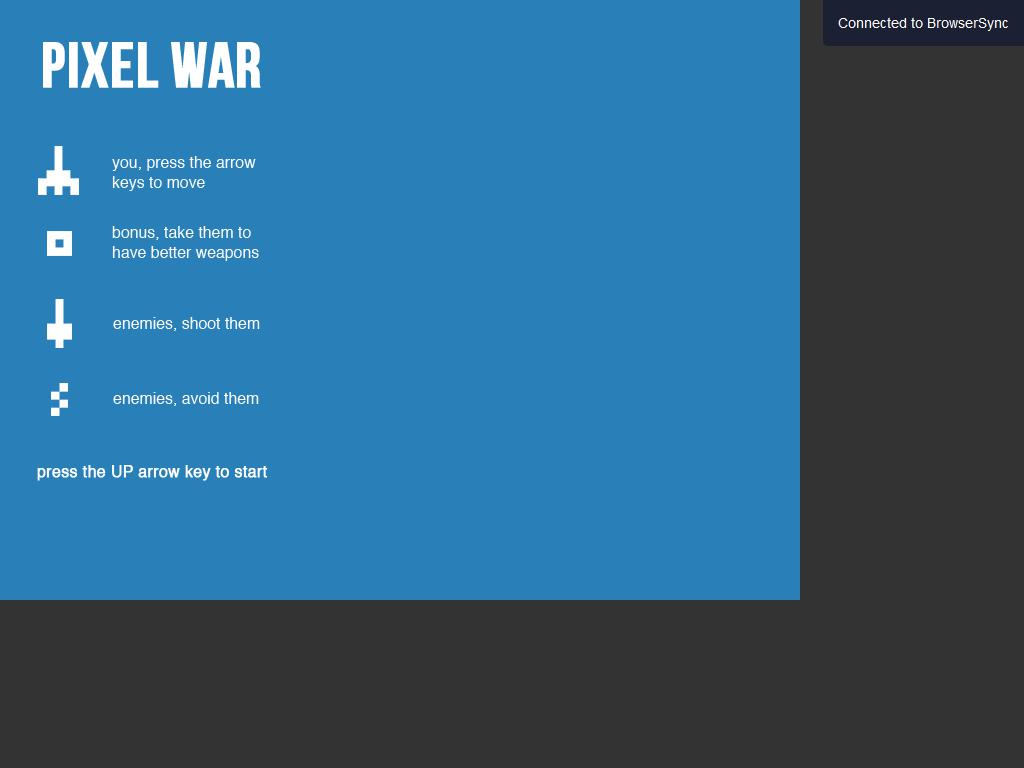 PIXEL WAR
Connected to BrowserSync
you, press the arrow
keys to move
bonus, take them to
have better weapons
enemies, shoot them
enemies, avoid them
press the UP arrow key to start